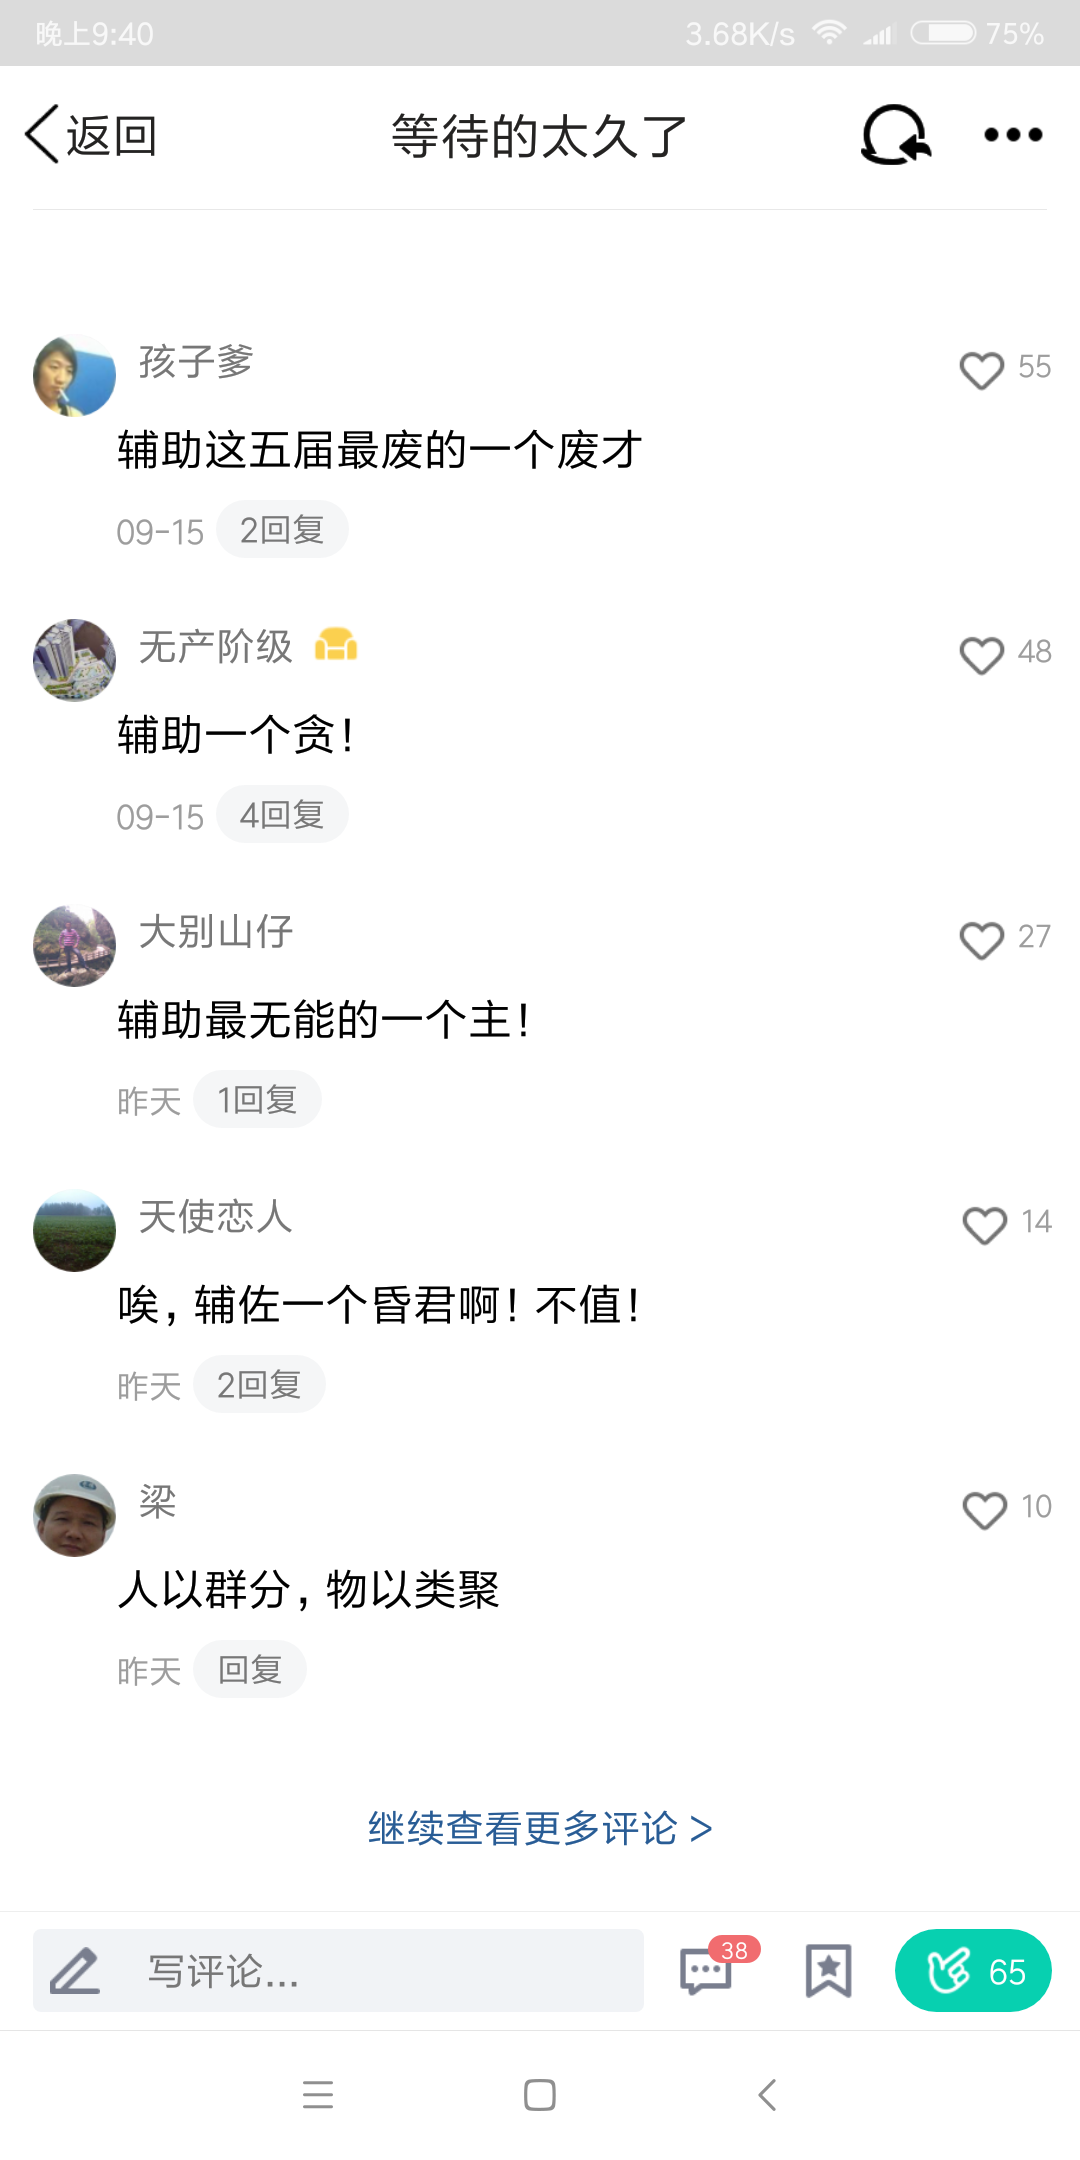 晚上9:40 3.68K/s 75%
返回 等待的太久了
孩子爹 55
辅助这五届最废的一个废才
09-15 2回复
无产阶级 48
辅助一个贪！
09-15 4回复
大别山仔 27
辅助最无能的一个主！
昨天 1回复
天使恋人 14
唉，辅佐一个昏君啊！不值！
昨天 2回复
梁 10
人以群分，物以类聚
昨天 回复
继续查看更多评论 >
写评论... 38 65